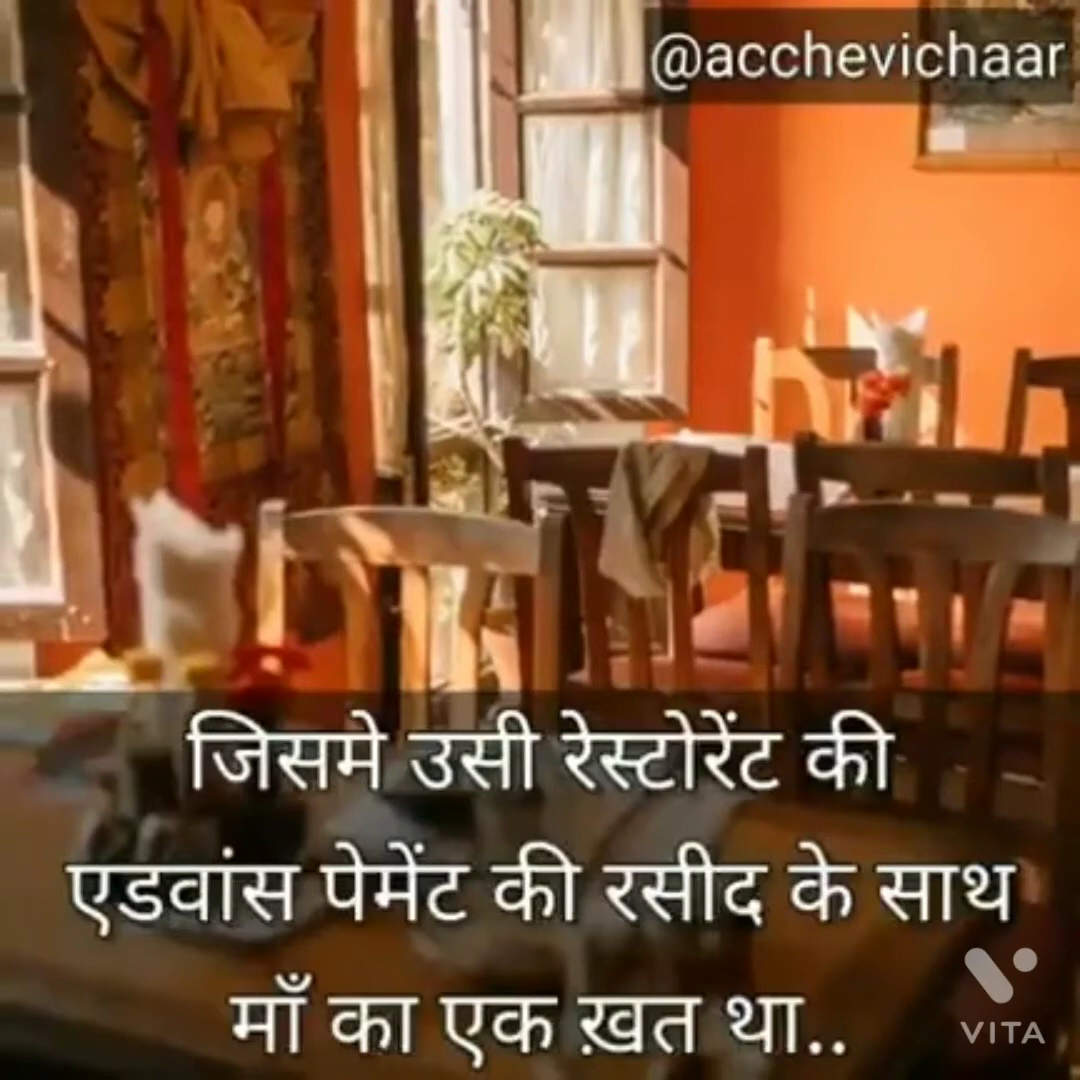 @acchevichaar
जिसमे उसी रेस्टोरेंट की
एडवांस पेमेंट की रसीद के साथ
माँ का एक ख़त था..
VITA